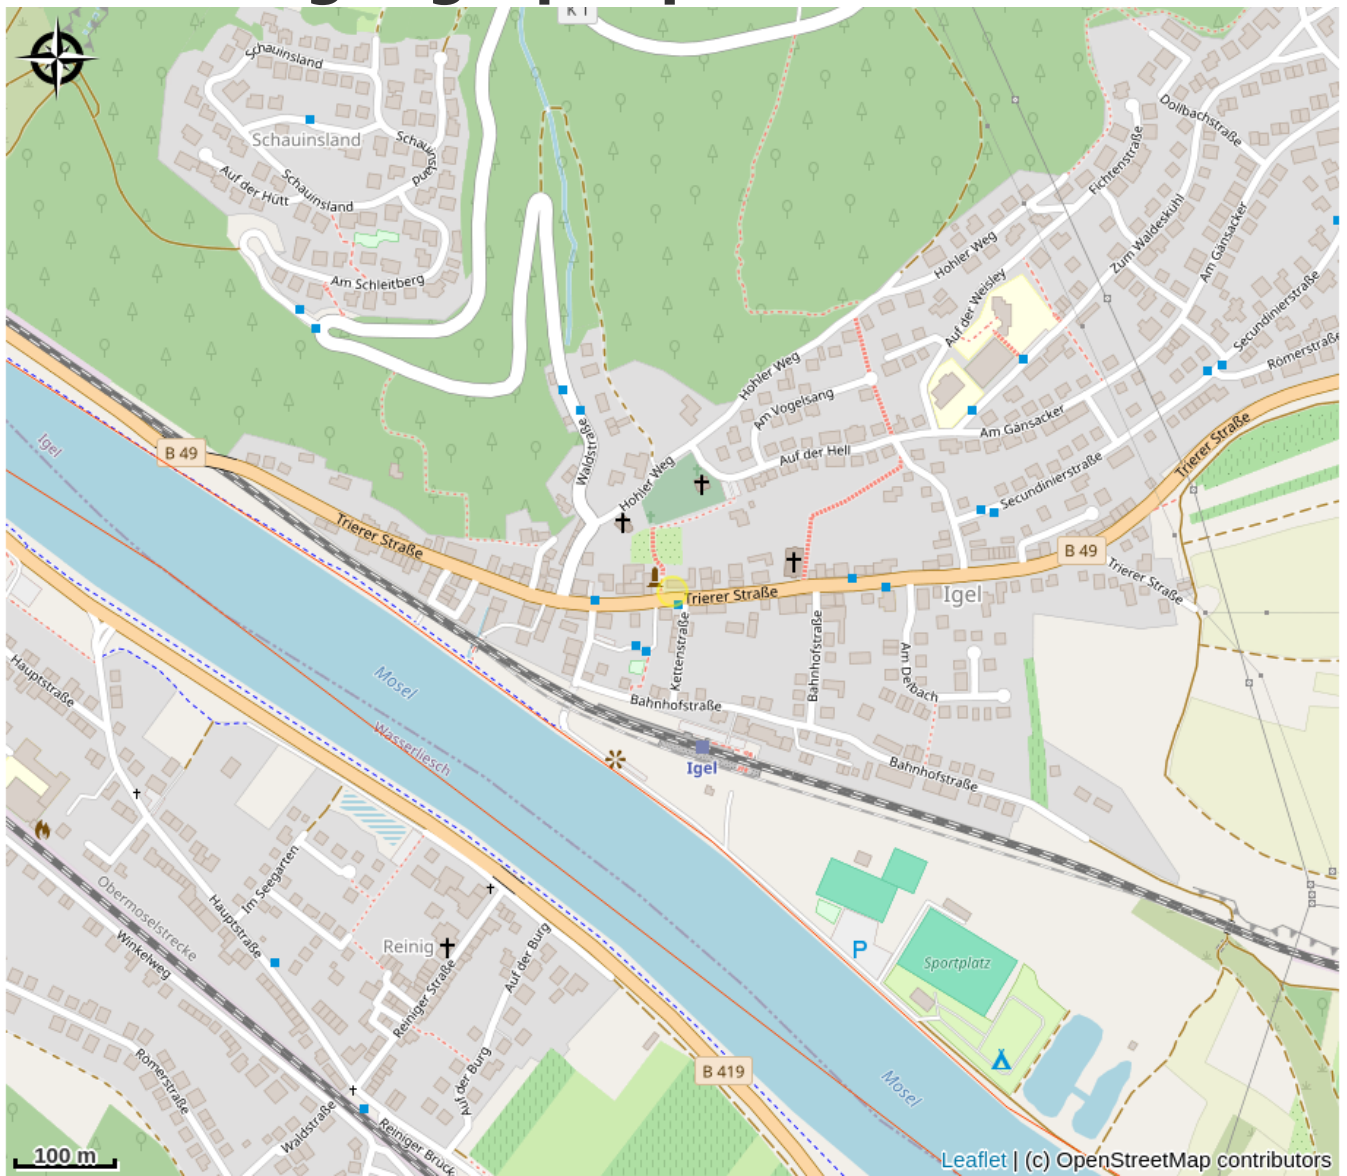 K 1
Schauinsland
Dollbachstraße
Schauinsland
Schauinsland
Fichtenstraße
Auf der Hütt
Schauinsland
Zum Waldeskühl
Am Gänsacker
Hohler Weg
Am Schleitberg
Auf der Weisley
Secundinierstraße
Römerstraße
Hohler Weg
Am Vogelsang
Igel
B 49
Waldstraße
Hohler Weg
Auf der Hell
Am Gänsacker
Trierer Straße
Secundinierstraße
Trierer Straße
B 49
Trierer Straße
Trierer Straße
Igel
Hauptstraße
Mosel
Kettenstraße
Bahnhofstraße
Am Derbach
Bahnhofstraße
Wasserliesch
Igel
Bahnhofstraße
Im Seegarten
Obermoselstrecke
Hauptstraße
Winkelweg
Reinig
Auf der Burg
P
Sportplatz
Reiniger Straße
B 419
Römerstraße
Auf der Burg
Mosel
Waldstraße
Reiniger Brück
100 m
Leaflet | (c) OpenStreetMap contributors